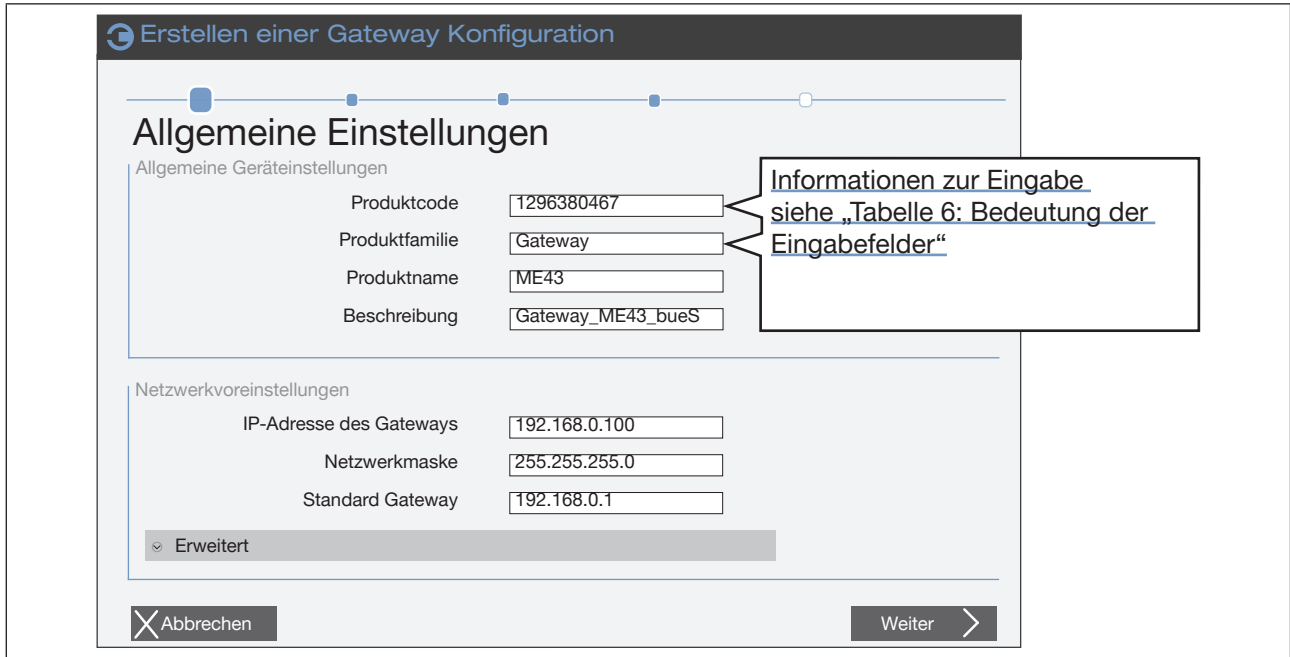 Erstellen einer Gateway Konfiguration
Allgemeine Einstellungen
Allgemeine Geräteinstellungen
Produktcode 1296380467
Produktfamilie Gateway
Produktname ME43
Beschreibung Gateway_ME43_bueS
Informationen zur Eingabe
siehe „Tabelle 6: Bedeutung der
Eingabefelder“
Netzwerkvoreinstellungen
IP-Adresse des Gateways 192.168.0.100
Netzwerkmaske 255.255.255.0
Standard Gateway 192.168.0.1
Erweitert
Abbrechen
Weiter